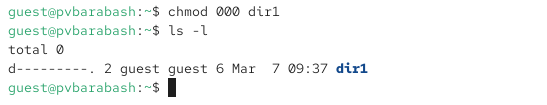 guest@pvbarabash:~$ chmod 000 dir1
guest@pvbarabash:~$ ls -l
total 0
d---------. 2 guest guest 6 Mar  7 09:37 dir1
guest@pvbarabash:~$